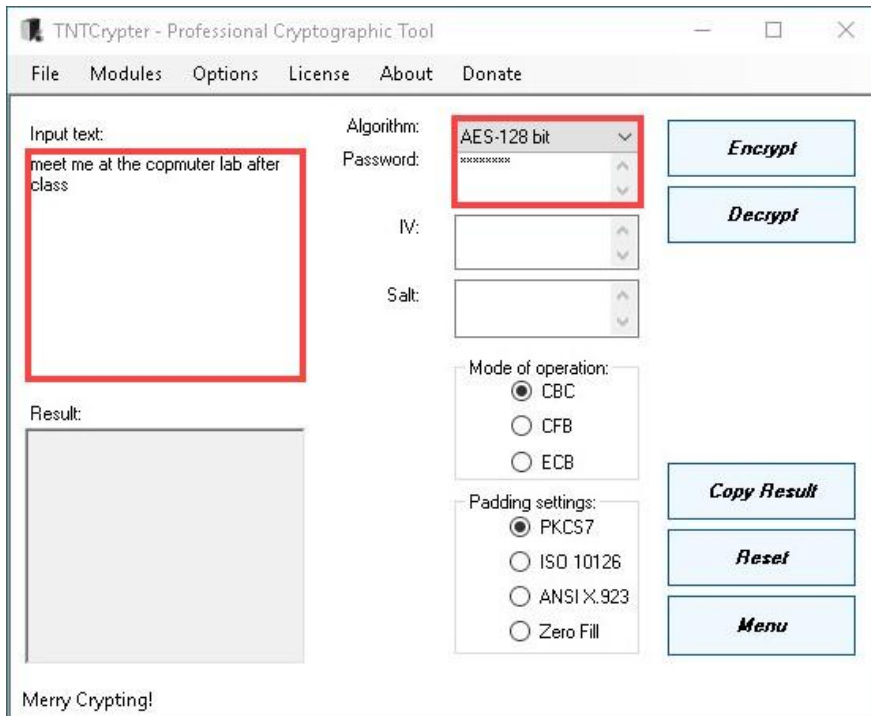 TNTCrypter - Professional Cryptographic Tool
File Modules Options License About Donate
Input text:
meet me at the copmuter lab after
class
Algorithm:
AES-128 bit
Password:
********
IV:
Salt:
Mode of operation:
CBC
CFB
ECB
Padding settings:
PKCS7
ISO 10126
ANSI X.923
Zero Fill
Result:
Encrypt
Decrypt
Copy Result
Reset
Menu
Merry Crypting!